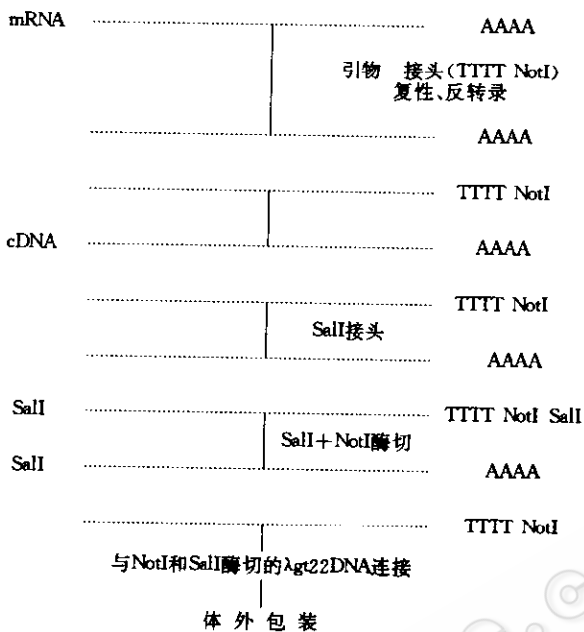 mRNA AAAA
引物 接头(TTTT NotI)
复性、反转录
AAAA
TTTT NotI
cDNA AAAA
TTTT NotI
SalI接头
AAAA
SalI TTTT NotI SalI
SalI+NotI酶切
SalI AAAA
TTTT NotI
与NotI和SalI酶切的λgt22DNA连接
体外包装